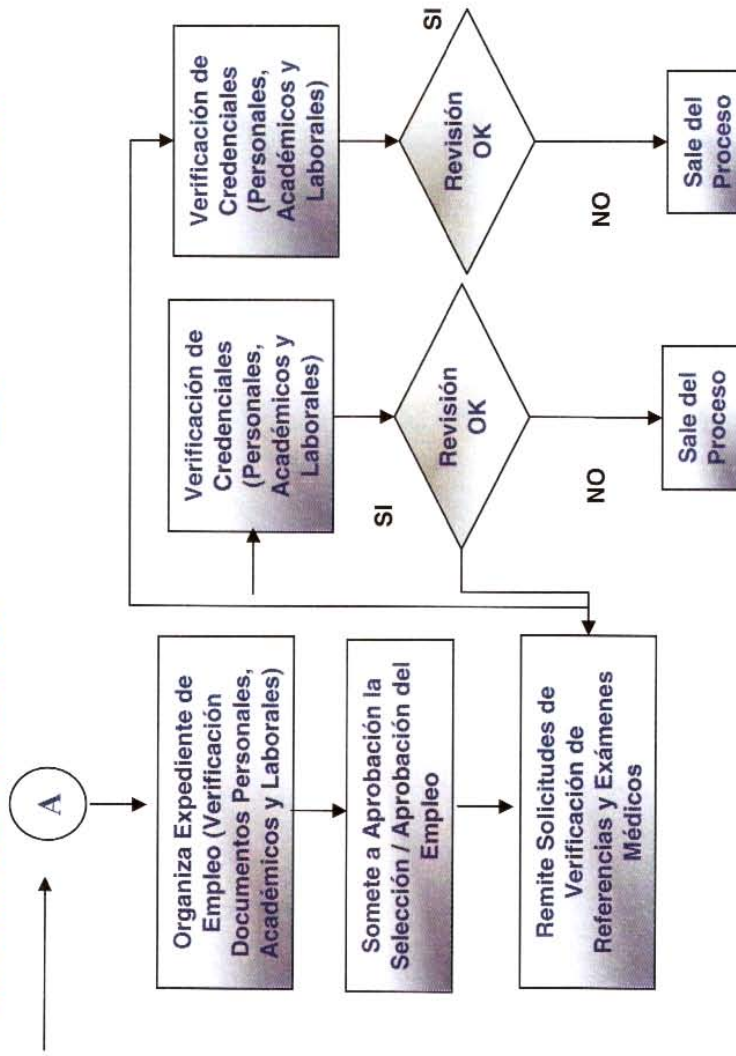 A
Organiza Expediente de
Empleo (Verificación
Documentos Personales,
Académicos y Laborales)
Somete a Aprobación la
Selección / Aprobación del
Empleo
Remite Solicitudes de
Verificación de
Referencias y Exámenes
Médicos
Verificación de
Credenciales
(Personales,
Académicos y
Laborales)
SI
Revisión
OK
NO
Sale del
Proceso
Verificación de
Credenciales
(Personales,
Académicos y
Laborales)
SI
Revisión
OK
NO
Sale del
Proceso